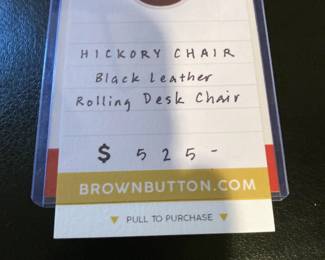 HICKORY CHAIR
Black Leather
Rolling Desk Chair
$ 525-
BROWNBUTTON.COM
PULL TO PURCHASE